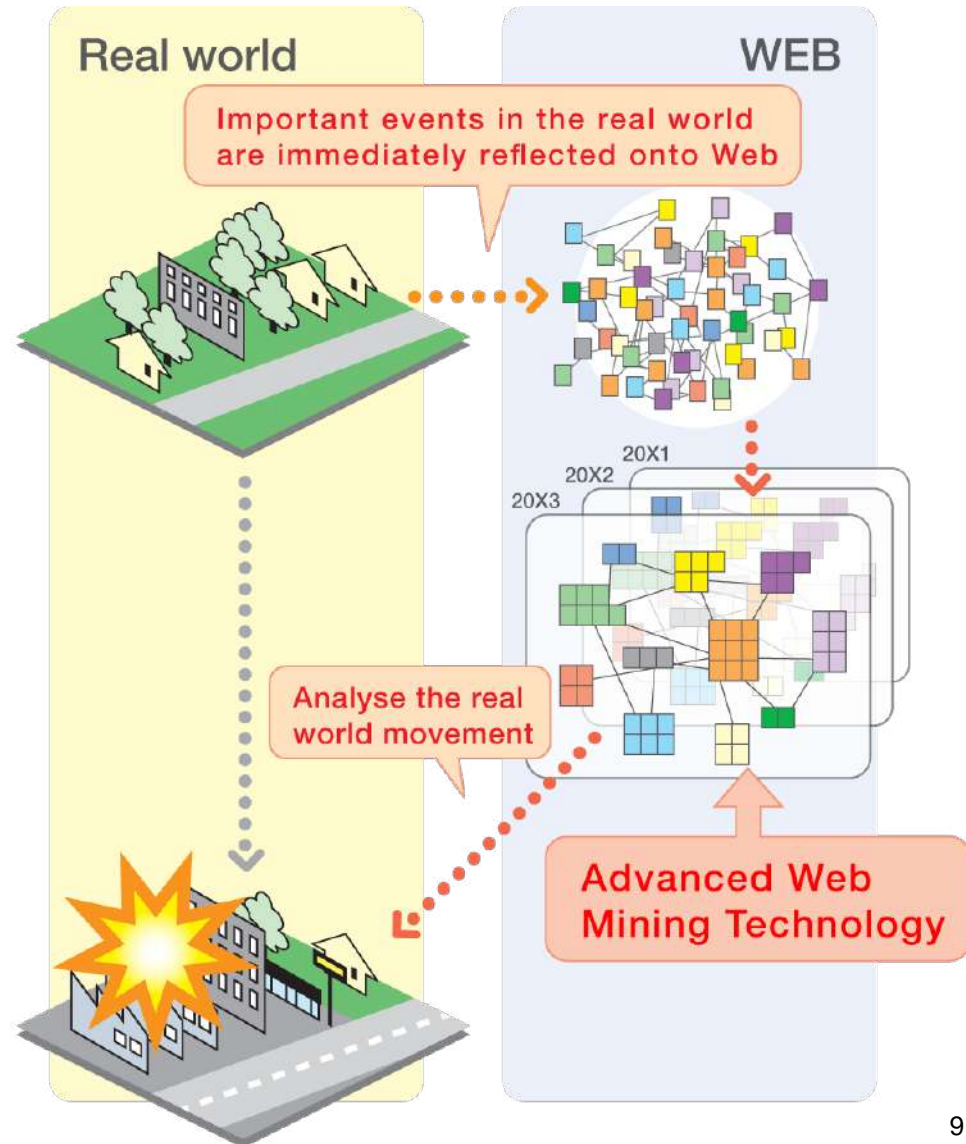 Real world
WEB
Important events in the real world
are immediately reflected onto Web
20X1
20X2
20X3
Analyse the real
world movement
Advanced Web
Mining Technology
9